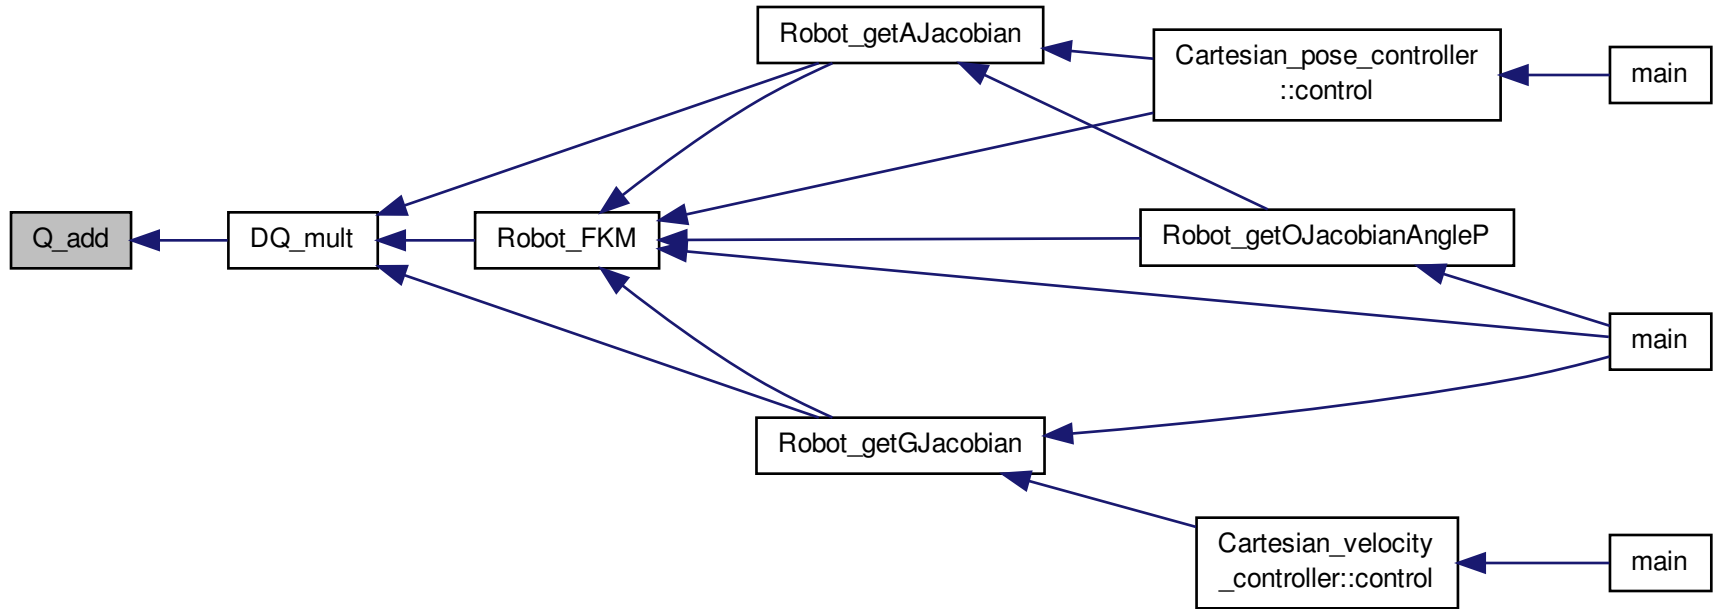 Robot_getAJacobian
Cartesian_pose_controller
::control
main
Q_add
DQ_mult
Robot_FKM
Robot_getOJacobianAngleP
main
Robot_getGJacobian
Cartesian_velocity
_controller::control
main